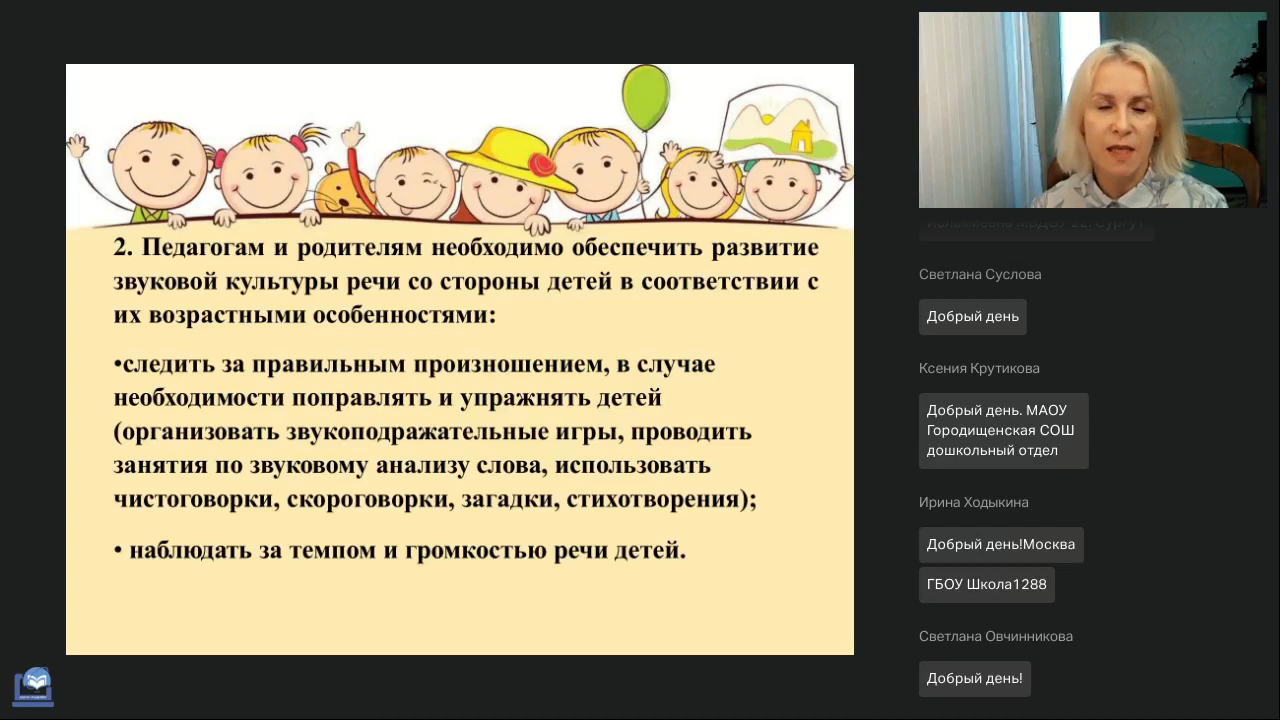 2. Педагогам и родителям необходимо обеспечить развитие
звуковой культуры речи со стороны детей в соответствии с
их возрастными особенностями:
•следить за правильным произношением, в случае
необходимости поправлять и упражнять детей
(организовать звукоподражательные игры, проводить
занятия по звуковому анализу слова, использовать
чистоговорки, скороговорки, загадки, стихотворения);
• наблюдать за темпом и громкостью речи детей.
Светлана Суслова
Добрый день
Ксения Крутикова
Добрый день. МАОУ
Городищенская СОШ
дошкольный отдел
Ирина Ходыкина
Добрый день!Москва
ГБОУ Школа1288
Светлана Овчинникова
Добрый день!